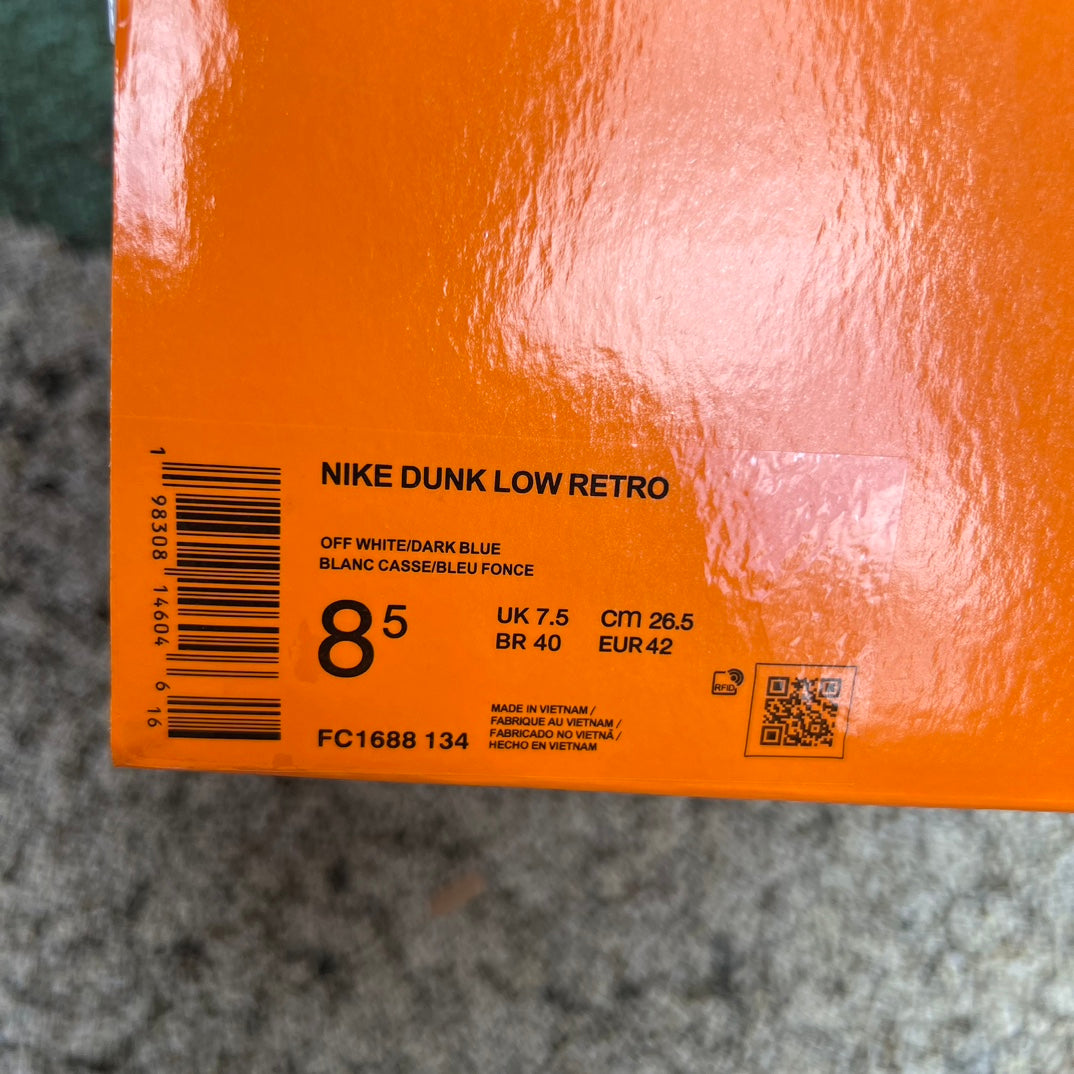 NIKE DUNK LOW RETRO
OFF WHITE/DARK BLUE
BLANC CASSE/BLEU FONCE
8⁵
UK 7.5 CM 26.5
BR 40 EUR 42
FC1688 134
MADE IN VIETNAM /
FABRIQUE AU VIETNAM /
FABRICADO NO VIETNÃ /
HECHO EN VIETNAM
RFID
1 98308 14604 6 16